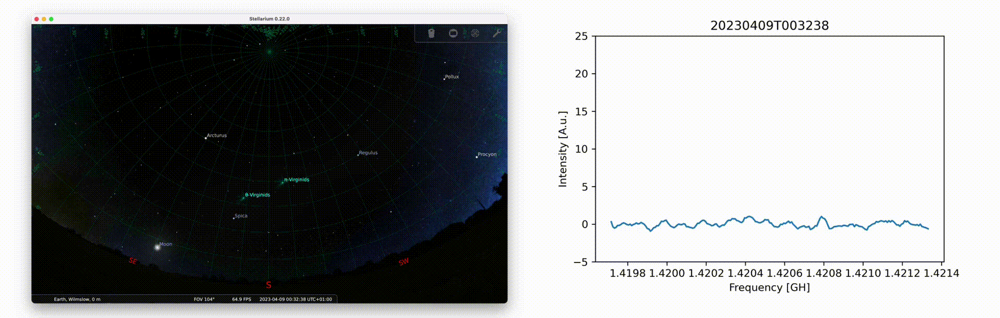 Stellarium 0.22.0
Pollux
Arcturus
Regulus
Procyon
π-Virginids
θ-Virginids
Spica
Moon
SE
SW
S
Earth, Wilmslow, 0 m FOV 104° 64.9 FPS 2023-04-09 00:32:38 UTC+01:00
20230409T003238
25
20
15
10
5
0
−5
Intensity [A.u.]
1.4198 1.4200 1.4202 1.4204 1.4206 1.4208 1.4210 1.4212 1.4214
Frequency [GH]